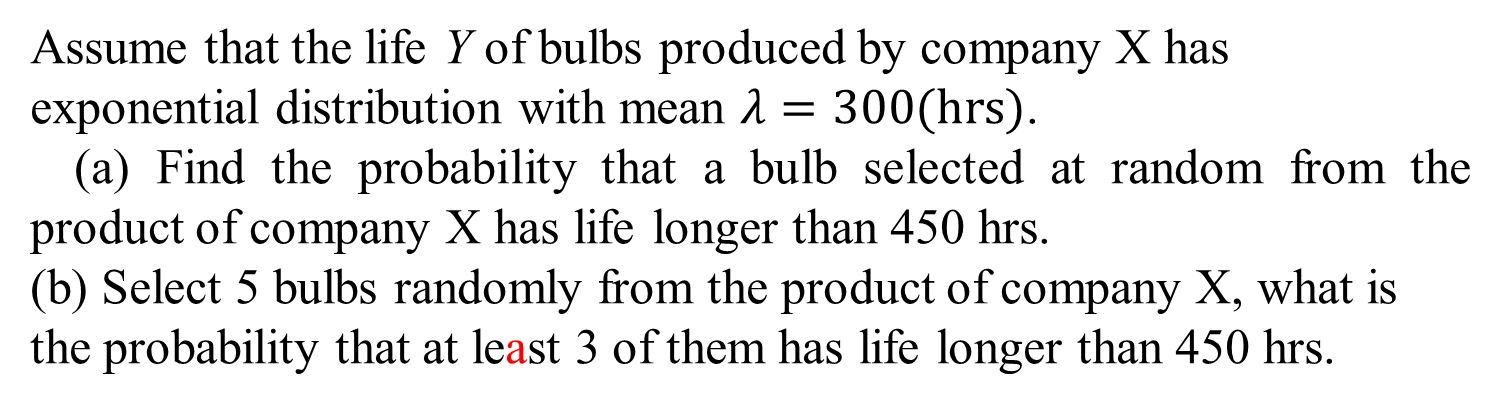 Assume that the life Y of bulbs produced by company X has
exponential distribution with mean λ = 300(hrs).
(a) Find the probability that a bulb selected at random from the
product of company X has life longer than 450 hrs.
(b) Select 5 bulbs randomly from the product of company X, what is
the probability that at least 3 of them has life longer than 450 hrs.